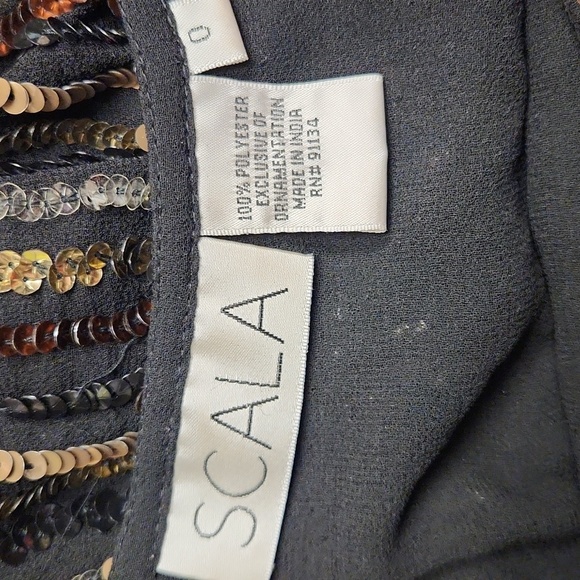 0
100% POLYESTER
EXCLUSIVE OF
ORNAMENTATION
MADE IN INDIA
RN# 91134
SCALA